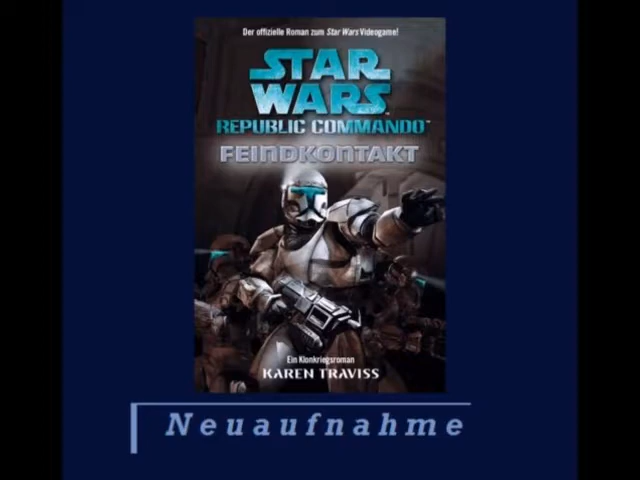 Der offizielle Roman zum Star Wars Videogame!
STAR
WARS
REPUBLIC COMMANDO™
FEINDKONTAKT
Ein Klonkriegsroman
KAREN TRAVISS
Neuaufnahme